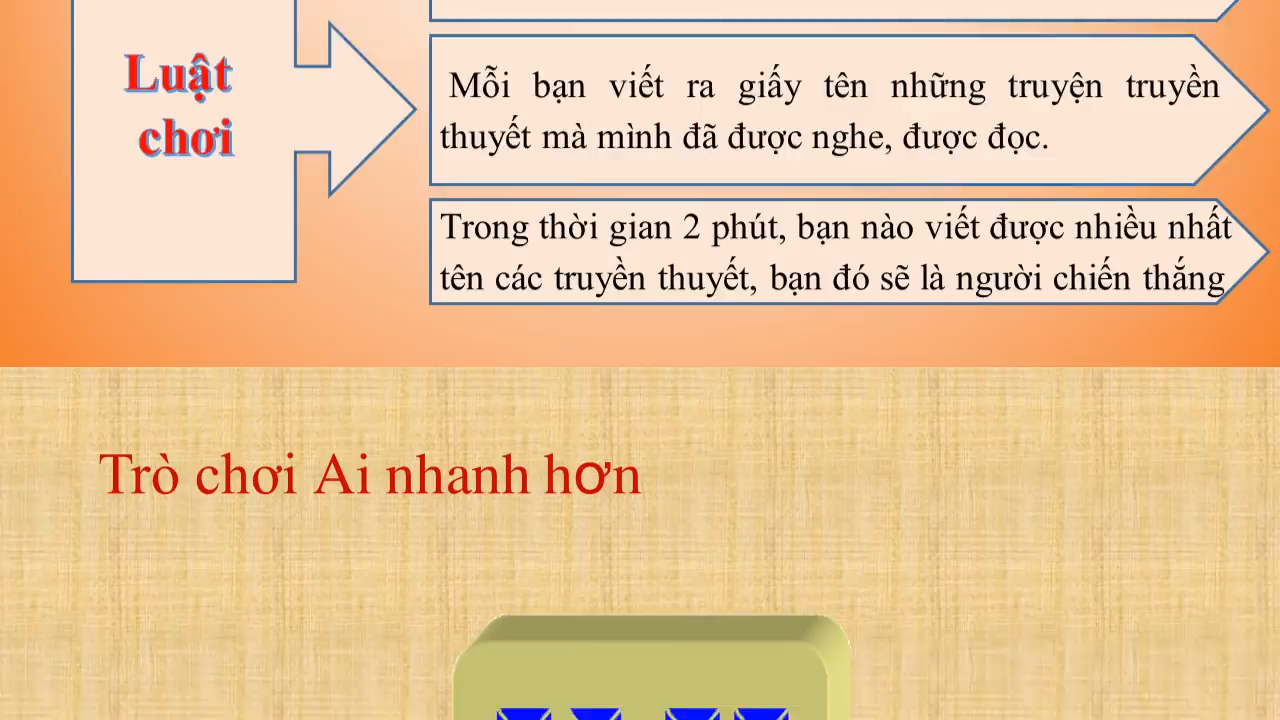 Luật
chơi
Mỗi bạn viết ra giấy tên những truyện truyền
thuyết mà mình đã được nghe, được đọc.
Trong thời gian 2 phút, bạn nào viết được nhiều nhất
tên các truyền thuyết, bạn đó sẽ là người chiến thắng
Trò chơi Ai nhanh hơn